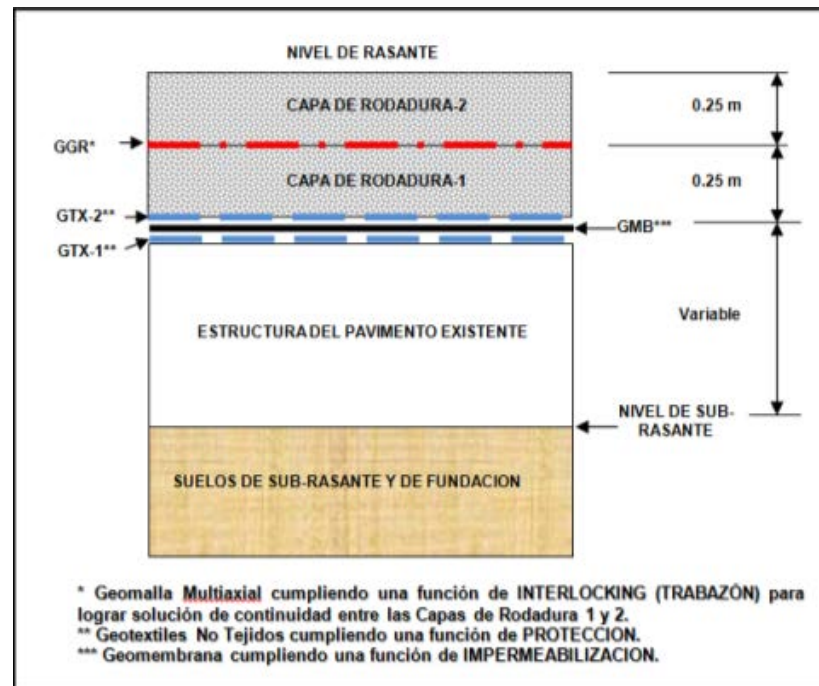 NIVEL DE RASANTE
CAPA DE RODADURA-2
0.25 m
GGR*
CAPA DE RODADURA-1
0.25 m
GTX-2**
GMB***
GTX-1**
ESTRUCTURA DEL PAVIMENTO EXISTENTE
Variable
NIVEL DE SUB-
RASANTE
SUELOS DE SUB-RASANTE Y DE FUNDACION
* Geomalla Multiaxial cumpliendo una función de INTERLOCKING (TRABAZÓN) para
lograr solución de continuidad entre las Capas de Rodadura 1 y 2.
** Geotextiles No Tejidos cumpliendo una función de PROTECCION.
*** Geomembrana cumpliendo una función de IMPERMEABILIZACION.